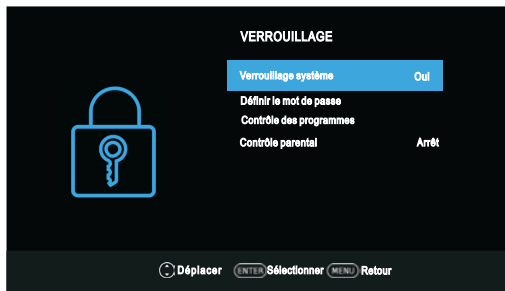 VERROUILLAGE
Verrouillage système Oui
Définir le mot de passe
Contrôle des programmes
Contrôle parental Arrêt
Déplacer ENTER Sélectionner MENU Retour